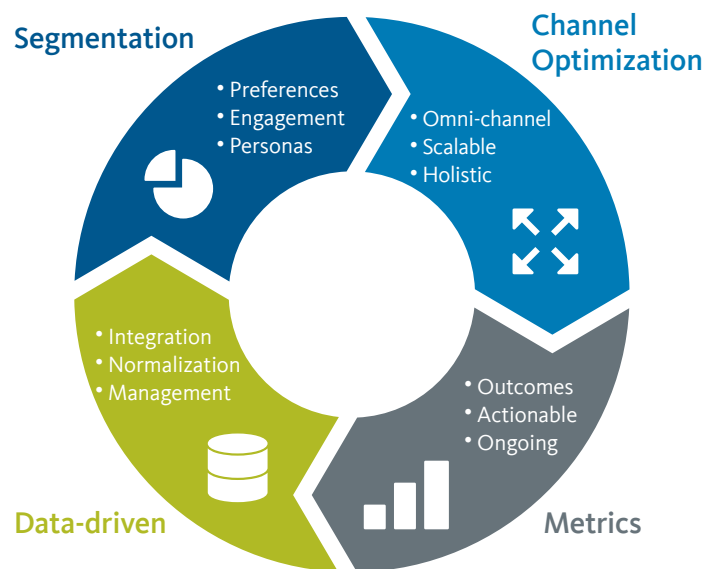 Segmentation
• Preferences
• Engagement
• Personas
Channel
Optimization
• Omni-channel
• Scalable
• Holistic
• Outcomes
• Actionable
• Ongoing
Metrics
• Integration
• Normalization
• Management
Data-driven